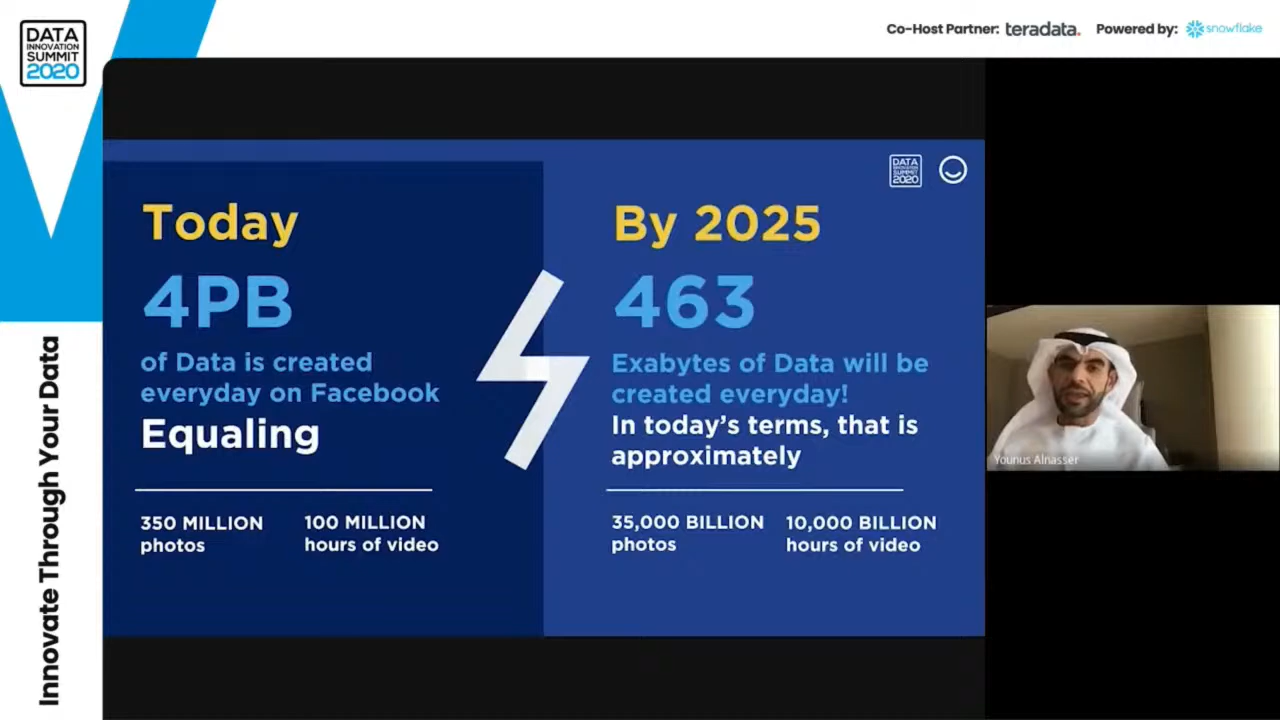 DATA
INNOVATION
SUMMIT
2020
Co-Host Partner: teradata. Powered by: snowflake
Innovate Through Your Data
DATA
INNOVATION
SUMMIT
2020
Today
4PB
of Data is created
everyday on Facebook
Equaling
350 MILLION
photos
100 MILLION
hours of video
By 2025
463
Exabytes of Data will be
created everyday!
In today's terms, that is
approximately
35,000 BILLION
photos
10,000 BILLION
hours of video
Younus Alnasser